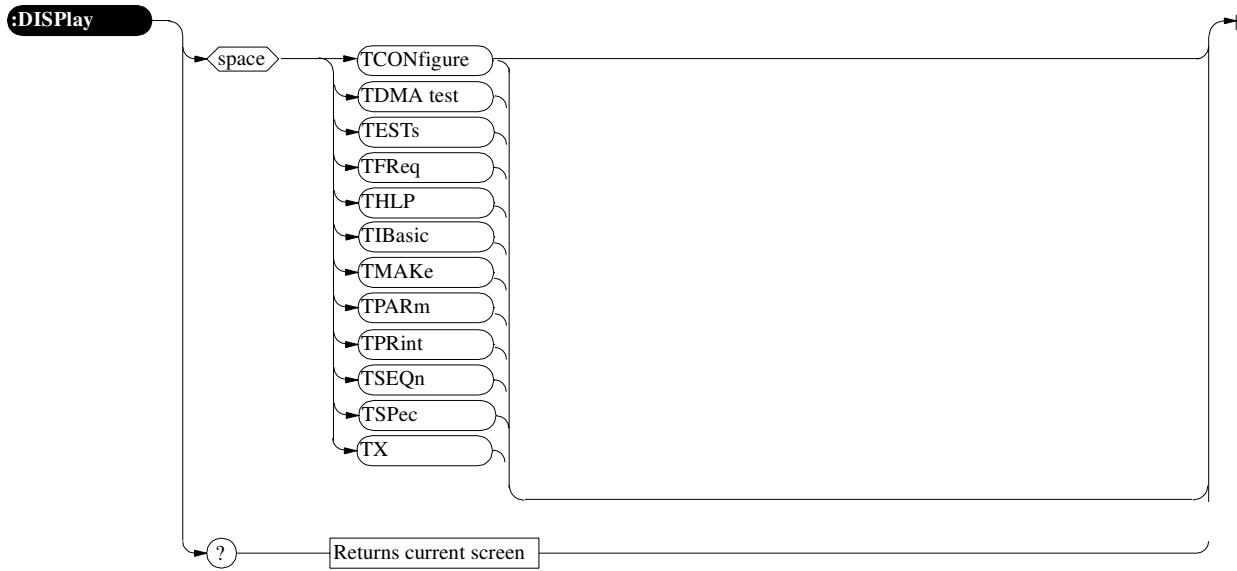 :DISPlay
space
TCONfigure
TDMA test
TESTs
TFReq
THLP
TIBasic
TMAKe
TPARm
TPRint
TSEQn
TSPec
TX
?
Returns current screen